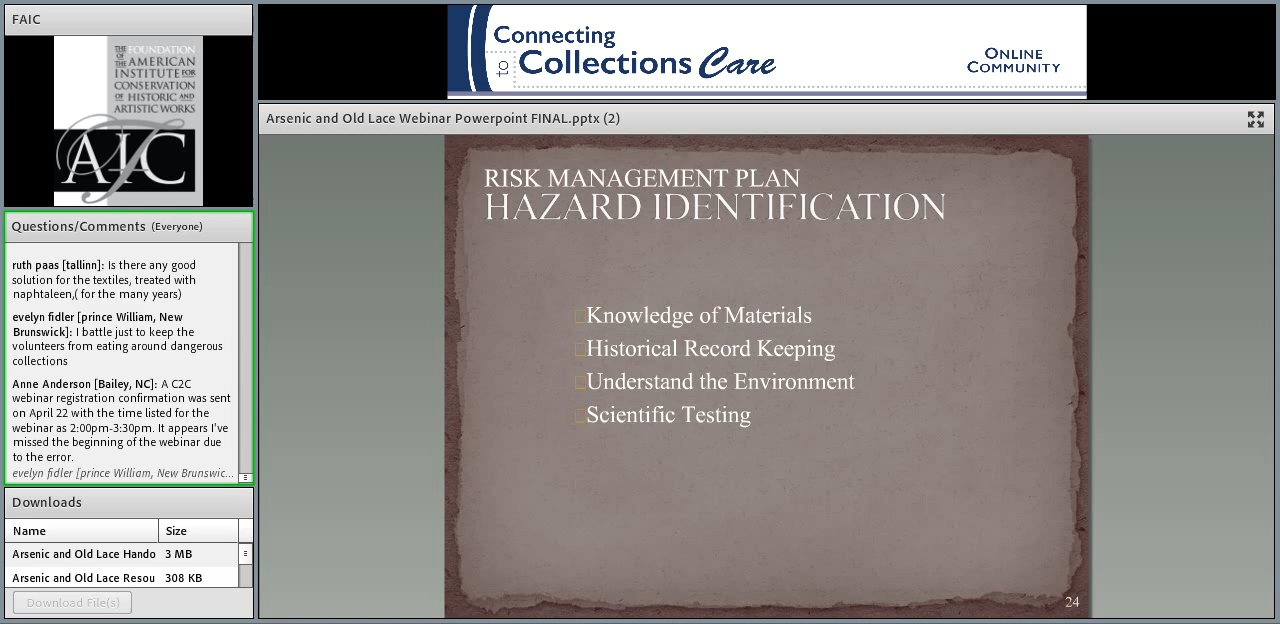 FAIC
THE FOUNDATION
OF THE AMERICAN
INSTITUTE FOR
CONSERVATION
OF HISTORIC AND
ARTISTIC WORKS
FAIC
Questions/Comments (Everyone)
ruth paas [tallinn]: Is there any good
solution for the textiles, treated with
naphtaleen,( for the many years)
evelyn fidler [prince William, New
Brunswick]: I battle just to keep the
volunteers from eating around dangerous
collections
Anne Anderson [Bailey, NC]: A C2C
webinar registration confirmation was sent
on April 22 with the time listed for the
webinar as 2:00pm-3:30pm. It appears I've
missed the beginning of the webinar due
to the error.
evelyn fidler [prince William, New Brunswic...
Downloads
Name Size
Arsenic and Old Lace Hando 3 MB
Arsenic and Old Lace Resou 308 KB
Download File(s)
Connecting
to Collections Care
ONLINE
COMMUNITY
Arsenic and Old Lace Webinar Powerpoint FINAL.pptx (2)
RISK MANAGEMENT PLAN
HAZARD IDENTIFICATION
Knowledge of Materials
Historical Record Keeping
Understand the Environment
Scientific Testing
24